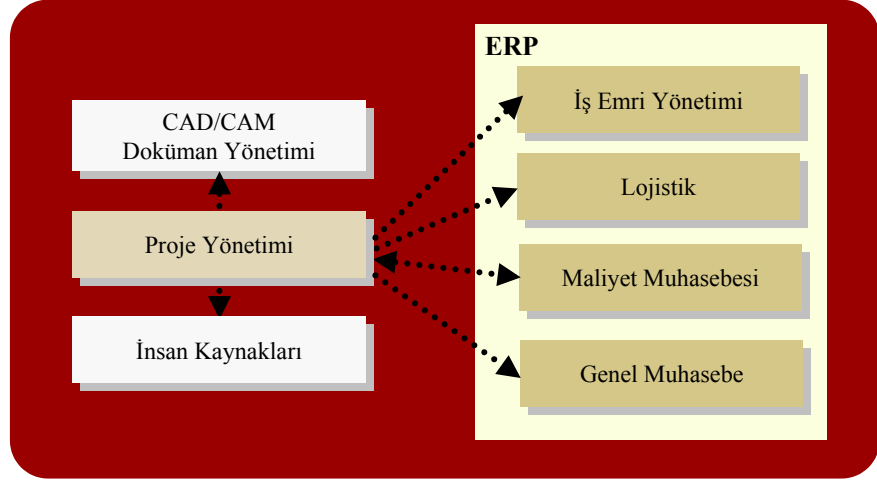 CAD/CAM
Doküman Yönetimi
Proje Yönetimi
İnsan Kaynakları
ERP
İş Emri Yönetimi
Lojistik
Maliyet Muhasebesi
Genel Muhasebe